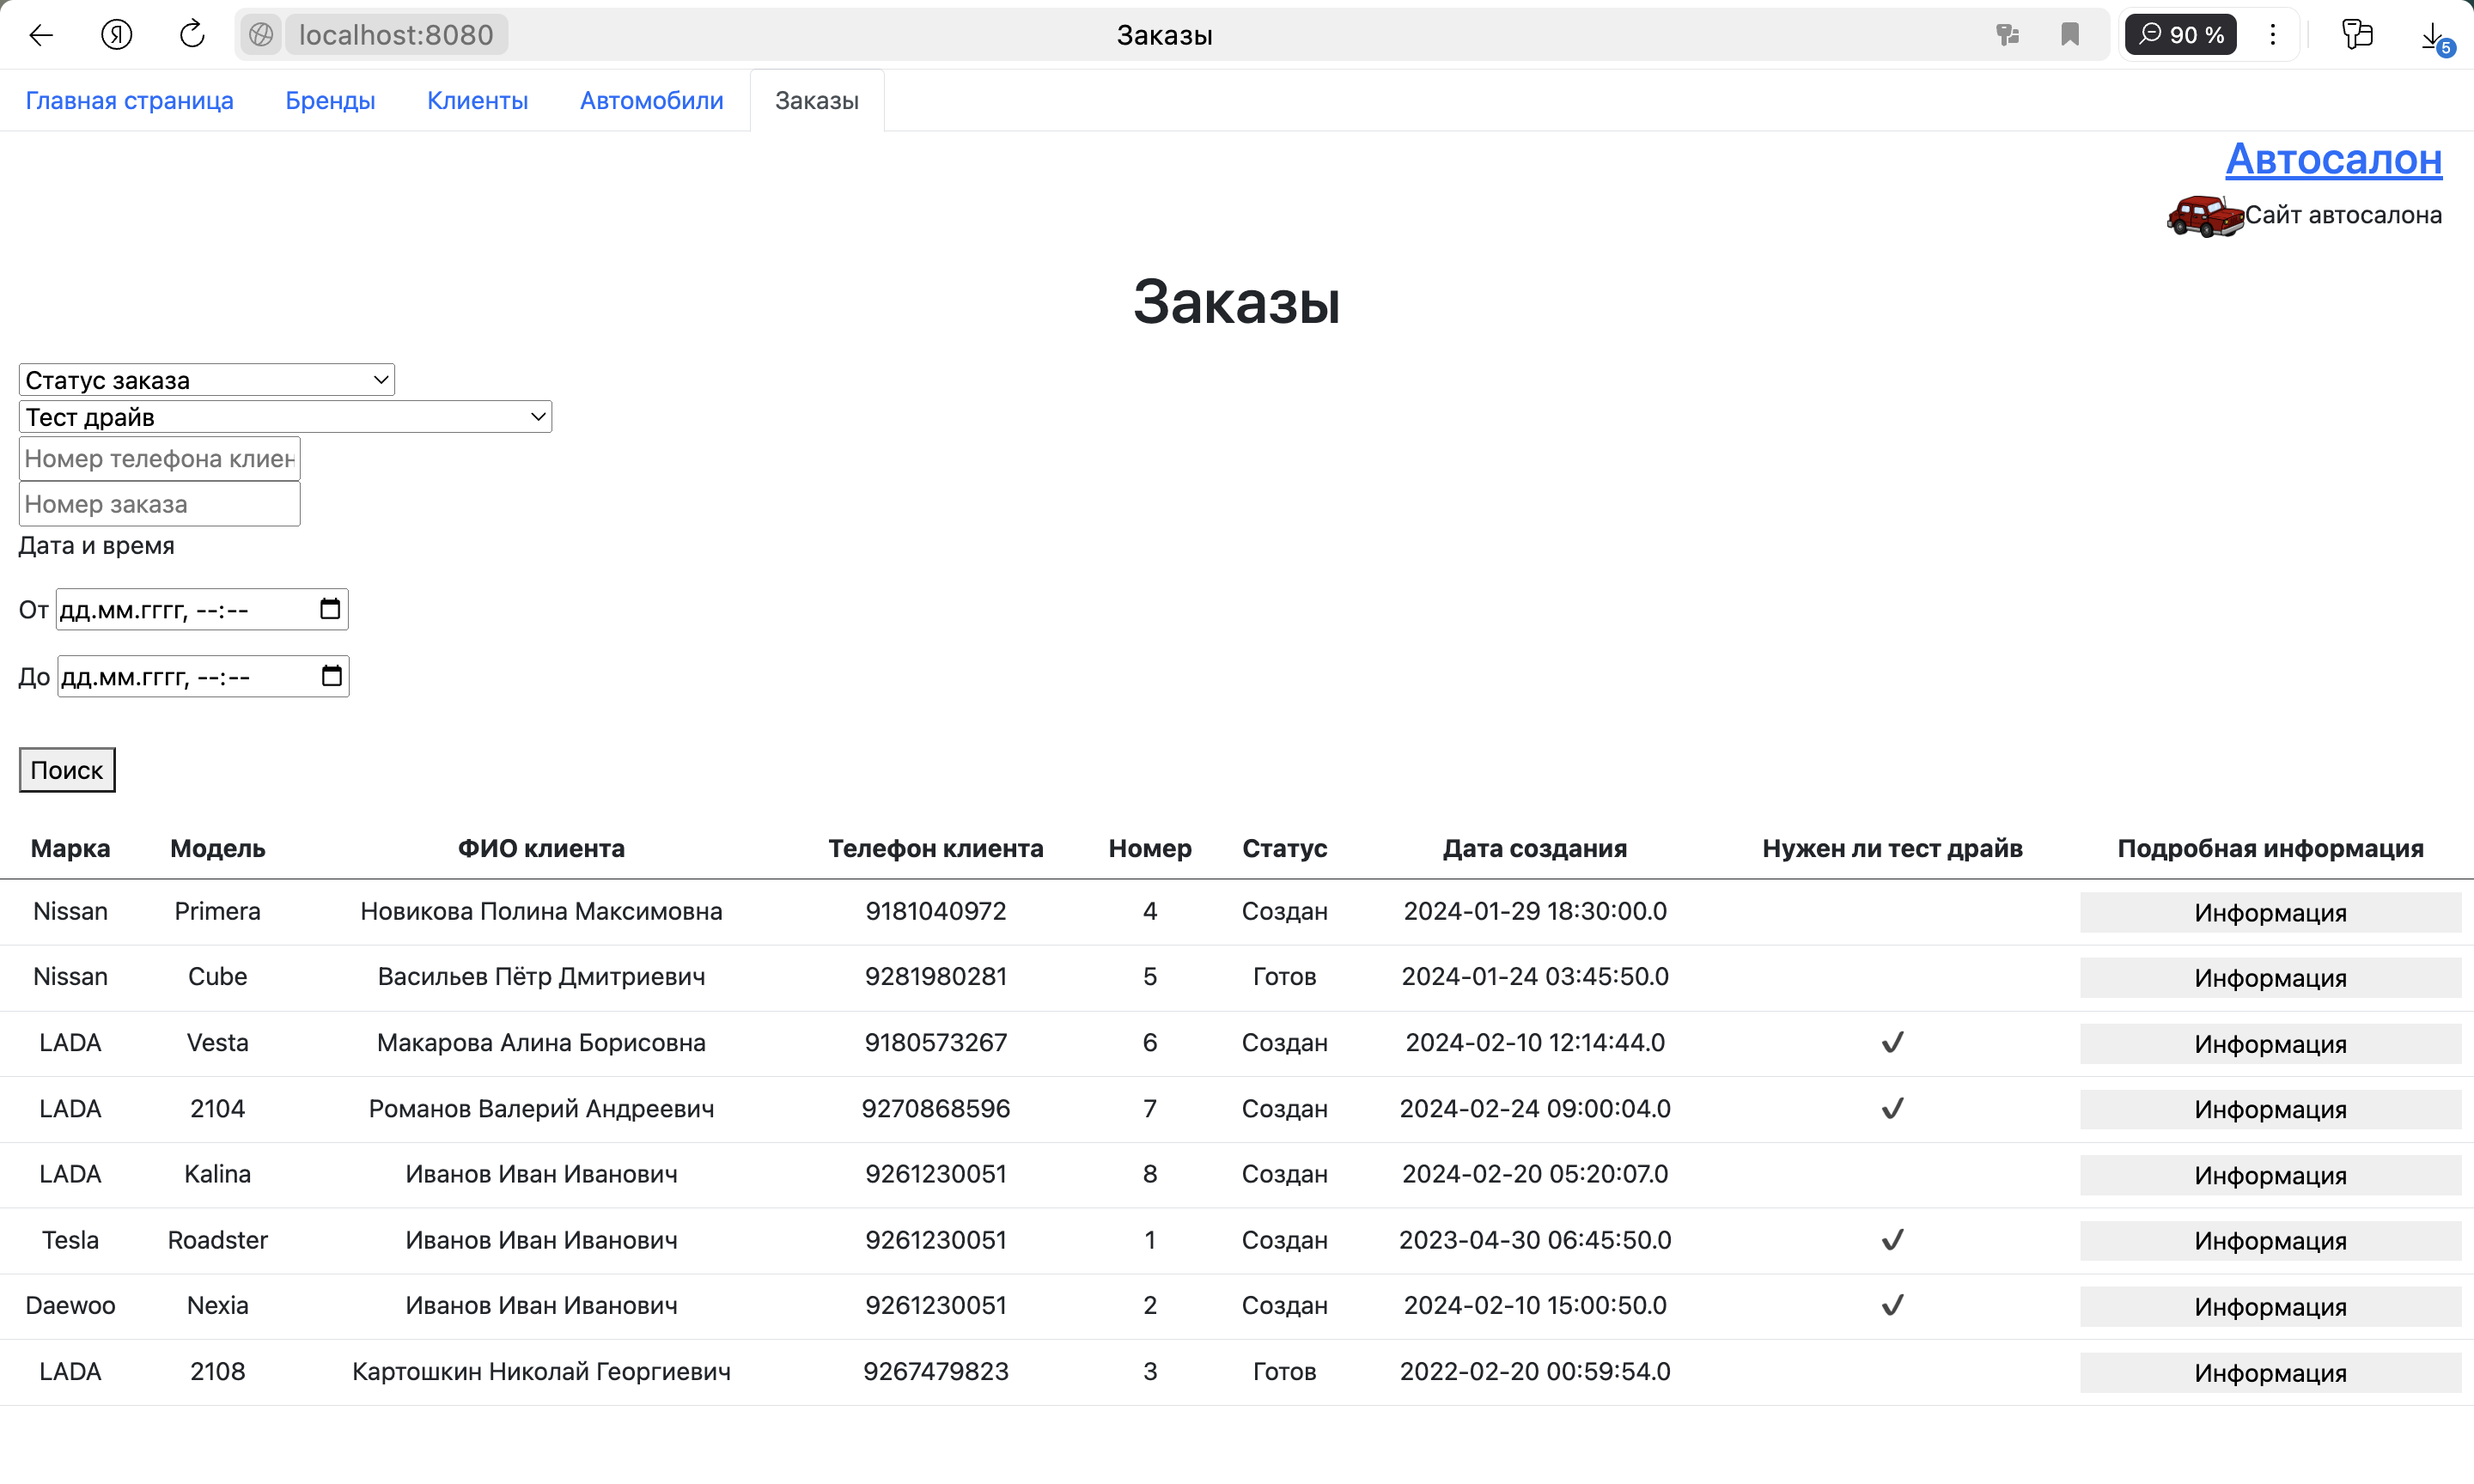 localhost:8080 Заказы 90 % 5
Главная страница Бренды Клиенты Автомобили Заказы
Автосалон
Сайт автосалона
Заказы
Статус заказа
Тест драйв
Номер телефона клиен
Номер заказа
Дата и время
От дд.мм.гггг, --:--
До дд.мм.гггг, --:--
Поиск
Марка Модель ФИО клиента Телефон клиента Номер Статус Дата создания Нужен ли тест драйв Подробная информация
Nissan Primera Новикова Полина Максимовна 9181040972 4 Создан 2024-01-29 18:30:00.0 Информация
Nissan Cube Васильев Пётр Дмитриевич 9281980281 5 Готов 2024-01-24 03:45:50.0 Информация
LADA Vesta Макарова Алина Борисовна 9180573267 6 Создан 2024-02-10 12:14:44.0 ✔ Информация
LADA 2104 Романов Валерий Андреевич 9270868596 7 Создан 2024-02-24 09:00:04.0 ✔ Информация
LADA Kalina Иванов Иван Иванович 9261230051 8 Создан 2024-02-20 05:20:07.0 Информация
Tesla Roadster Иванов Иван Иванович 9261230051 1 Создан 2023-04-30 06:45:50.0 ✔ Информация
Daewoo Nexia Иванов Иван Иванович 9261230051 2 Создан 2024-02-10 15:00:50.0 ✔ Информация
LADA 2108 Картошкин Николай Георгиевич 9267479823 3 Готов 2022-02-20 00:59:54.0 Информация